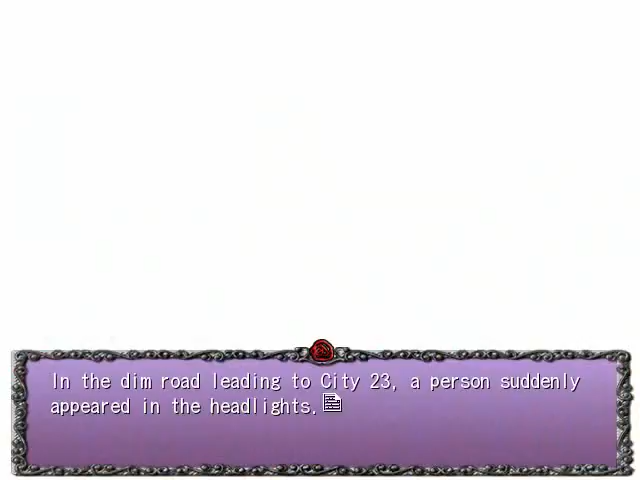 In the dim road leading to City 23, a person suddenly
appeared in the headlights.